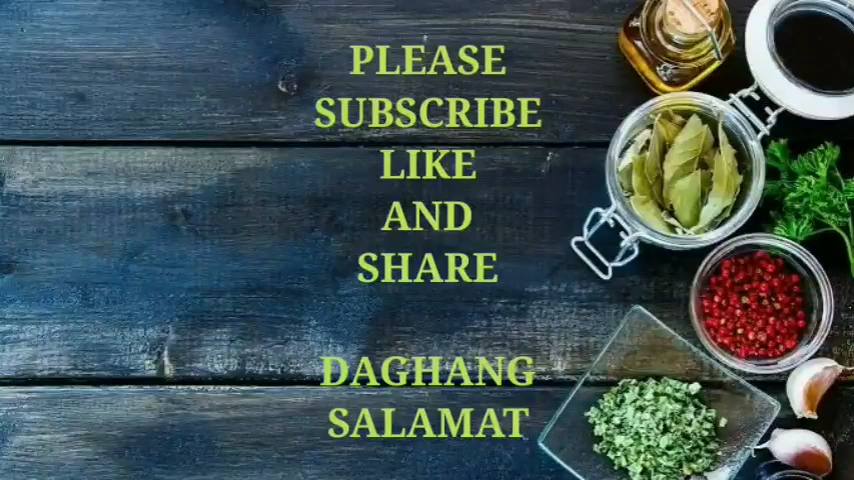 PLEASE
SUBSCRIBE
LIKE
AND
SHARE
DAGHANG
SALAMAT